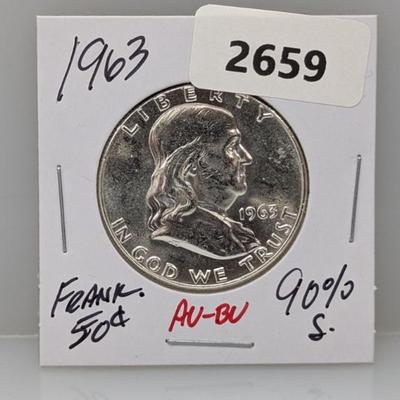 1963
2659
LIBERTY
1963
IN GOD WE TRUST
FRANK.
50¢
AU-BU
90%
S.